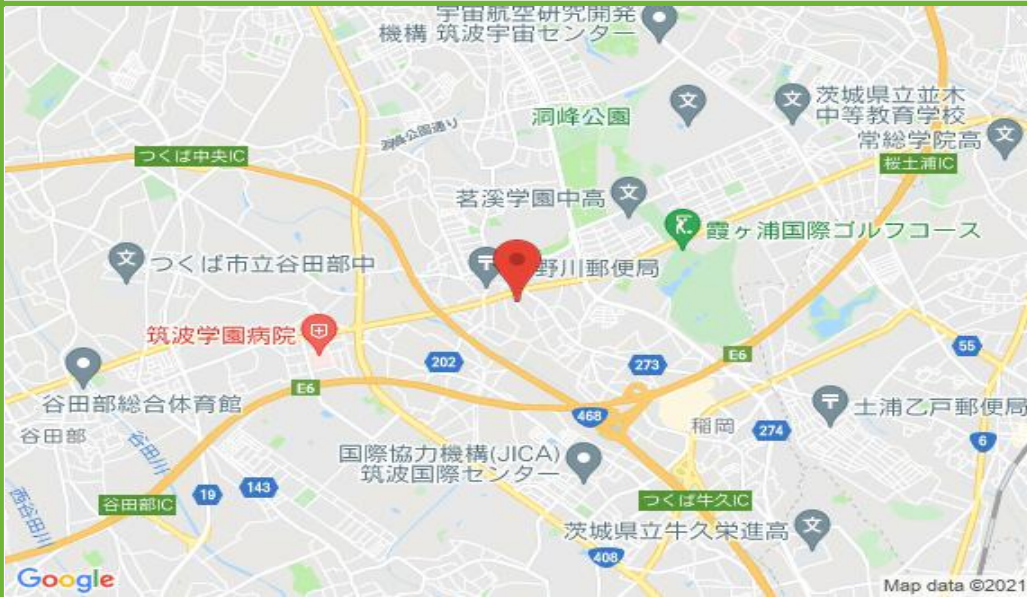 宇宙航空研究開発
機構 筑波宇宙センター
洞峰公園
茨城県立並木
中等教育学校
常総学院高
洞峰公園通り
つくば中央IC
桜土浦IC
茗溪学園中高
霞ヶ浦国際ゴルフコース
つくば市立谷田部中
野川郵便局
筑波学園病院
202
273
E6
55
谷田部総合体育館
E6
468
土浦乙戸郵便局
谷田部
谷田川
稲岡
274
6
国際協力機構(JICA)
筑波国際センター
西谷田川
谷田部IC
19
143
つくば牛久IC
茨城県立牛久栄進高
408
Google
Map data ©2021